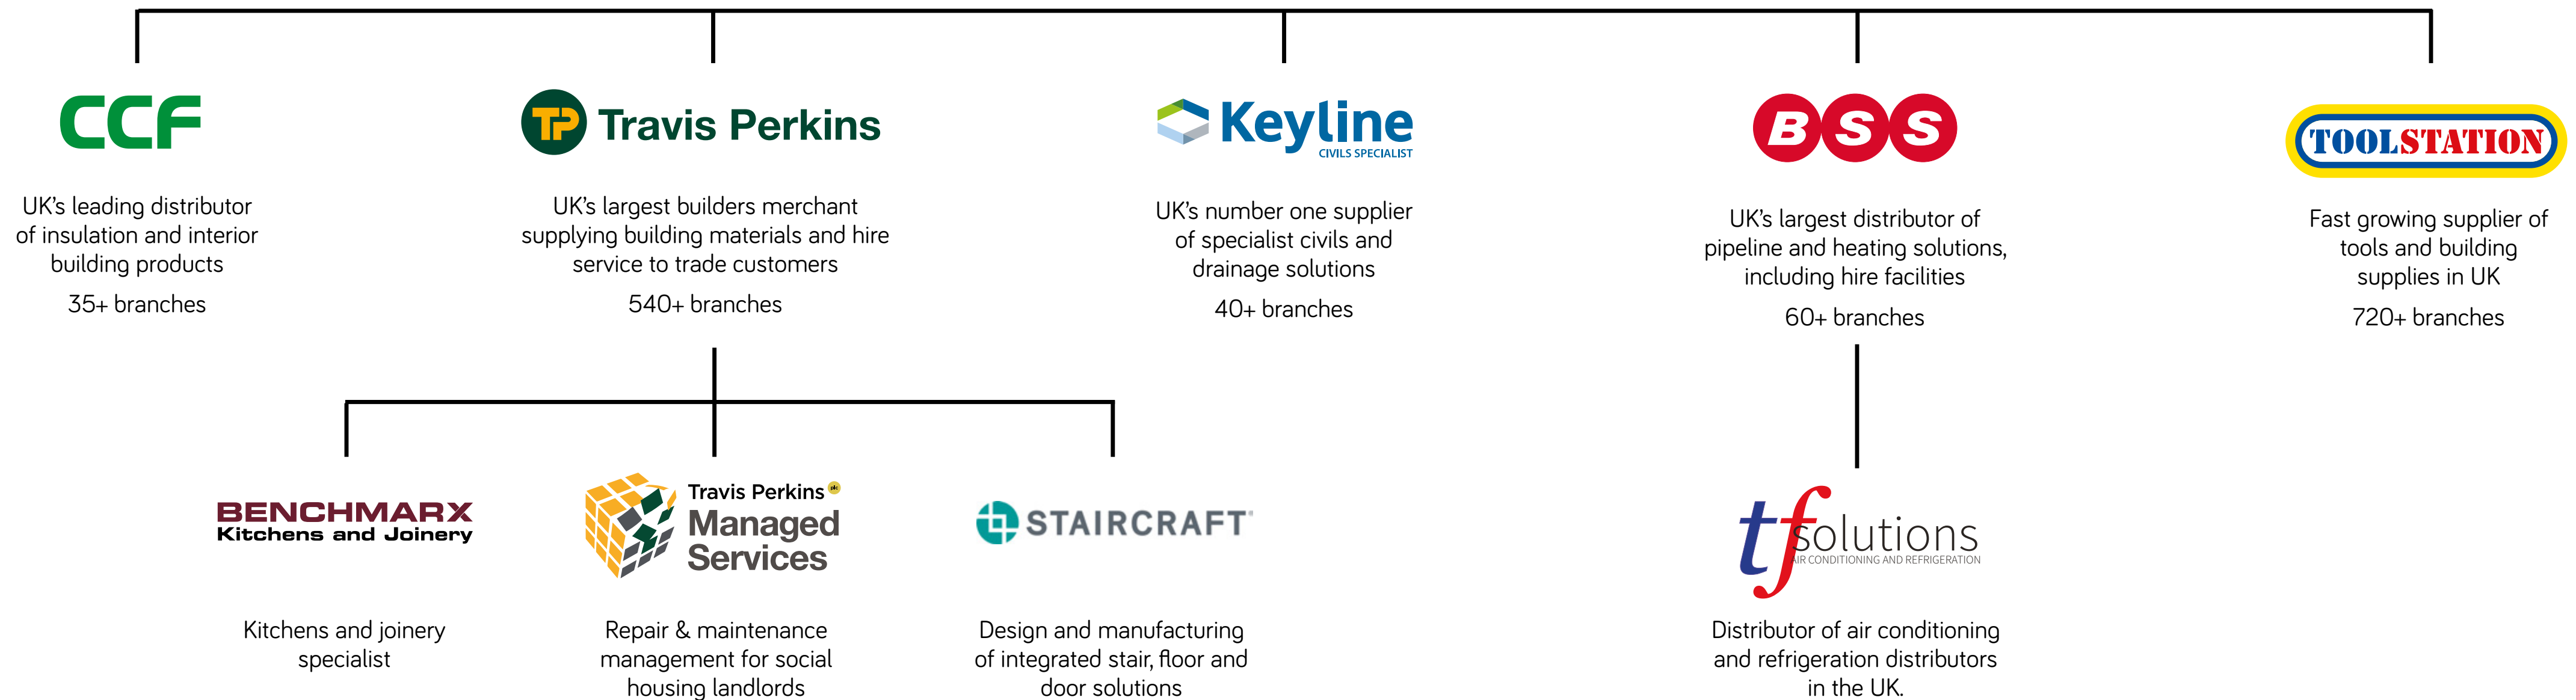 CCF
UK's leading distributor
of insulation and interior
building products
35+ branches
TP Travis Perkins
UK's largest builders merchant
supplying building materials and hire
service to trade customers
540+ branches
Keyline
CIVILS SPECIALIST
UK's number one supplier
of specialist civils and
drainage solutions
40+ branches
BSS
UK's largest distributor of
pipeline and heating solutions,
including hire facilities
60+ branches
TOOLSTATION
Fast growing supplier of
tools and building
supplies in UK
720+ branches
BENCHMARX
Kitchens and Joinery
Kitchens and joinery
specialist
Travis Perkins plc
Managed
Services
Repair & maintenance
management for social
housing landlords
STAIRCRAFT®
Design and manufacturing
of integrated stair, floor and
door solutions
tf solutions
AIR CONDITIONING AND REFRIGERATION
Distributor of air conditioning
and refrigeration distributors
in the UK.